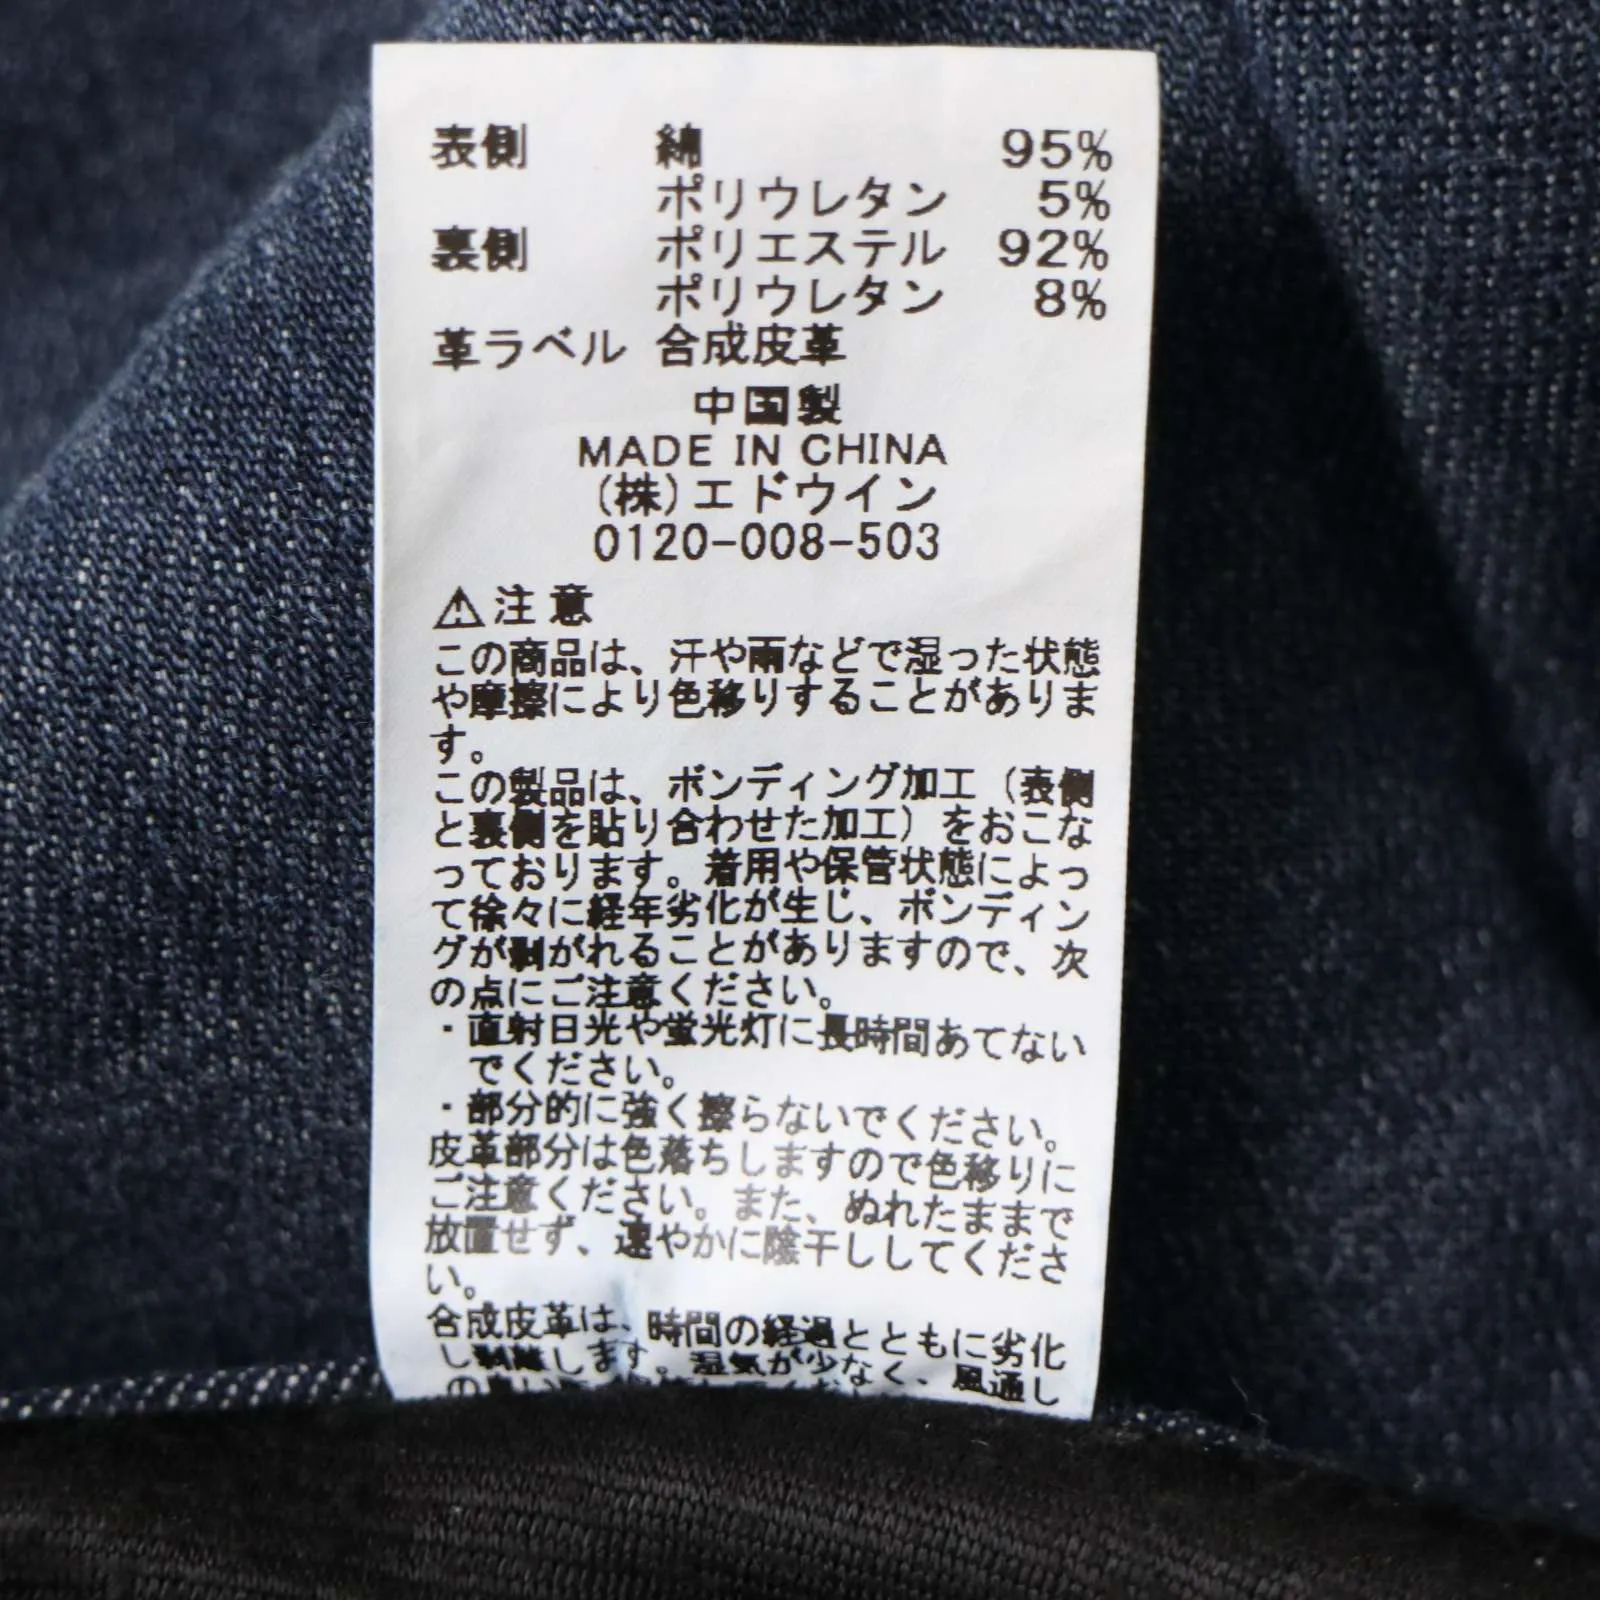 表側 綿 95%
ポリウレタン 5%
裏側 ポリエステル 92%
ポリウレタン 8%
革ラベル 合成皮革
中国製
MADE IN CHINA
(株)エドウイン
0120-008-503
⚠注意
この商品は、汗や雨などで湿った状態
や摩擦により色移りすることがありま
す。
この製品は、ボンディング加工（表側
と裏側を貼り合わせた加工）をおこな
っております。着用や保管状態によっ
て徐々に経年劣化が生じ、ボンディン
グが剥がれることがありますので、次
の点にご注意ください。
・直射日光や蛍光灯に長時間あてない
でください。
・部分的に強く擦らないでください。
皮革部分は色落ちしますので色移りに
ご注意ください。また、ぬれたままで
放置せず、速やかに陰干ししてくださ
い。
合成皮革は、時間の経過とともに劣化
し剥離します。湿気が少なく、風通し